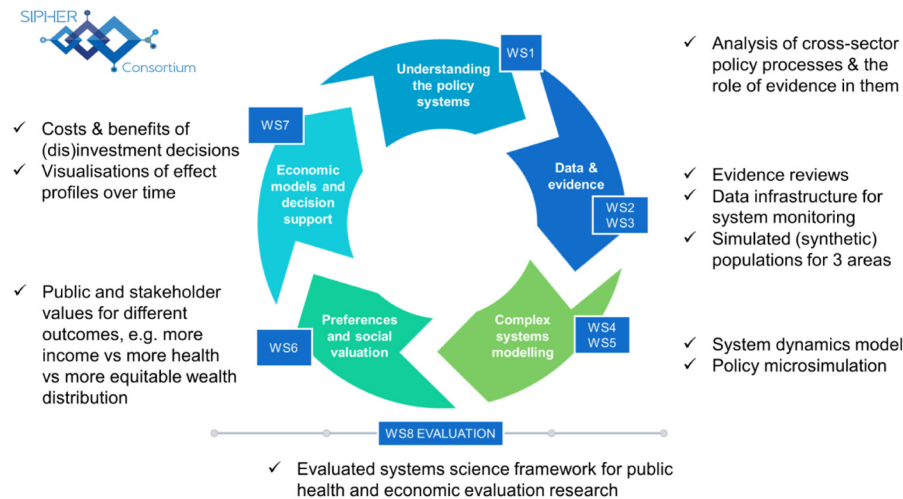 SIPHER
Consortium
WS1
Understanding
the policy
systems
✓ Analysis of cross-sector
policy processes & the
role of evidence in them
WS7
✓ Costs & benefits of
(dis)investment decisions
✓ Visualisations of effect
profiles over time
Economic
models and
decision
support
Data &
evidence
WS2
WS3
✓ Evidence reviews
✓ Data infrastructure for
system monitoring
✓ Simulated (synthetic)
populations for 3 areas
✓ Public and stakeholder
values for different
outcomes, e.g. more
income vs more health
vs more equitable wealth
distribution
WS6
Preferences
and social
valuation
Complex
systems
modelling
WS4
WS5
✓ System dynamics model
✓ Policy microsimulation
WS8 EVALUATION
✓ Evaluated systems science framework for public
health and economic evaluation research